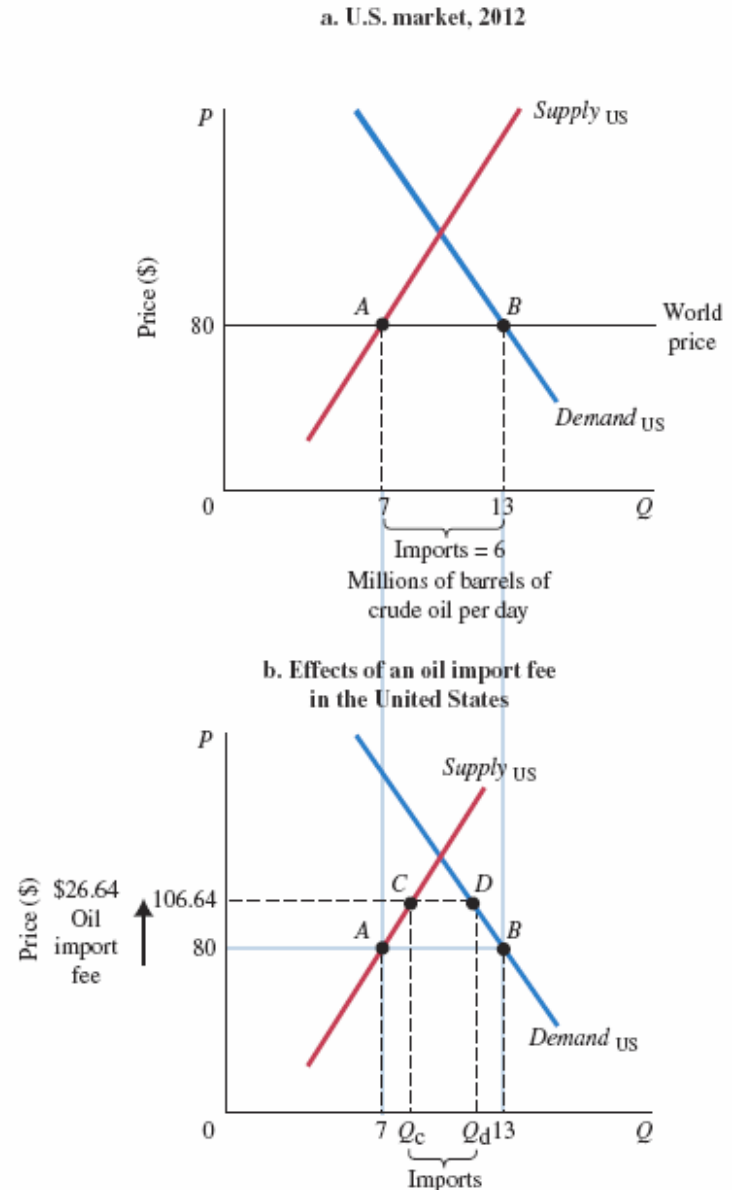 a. U.S. market, 2012
P
Supply US
Price ($)
A
B
80
World
price
Demand US
0
7
13
Q
Imports = 6
Millions of barrels of
crude oil per day
b. Effects of an oil import fee
in the United States
P
Supply US
Price ($)
$26.64
Oil
import
fee
106.64
C
D
80
A
B
Demand US
0
7 Qc Qd 13
Q
Imports